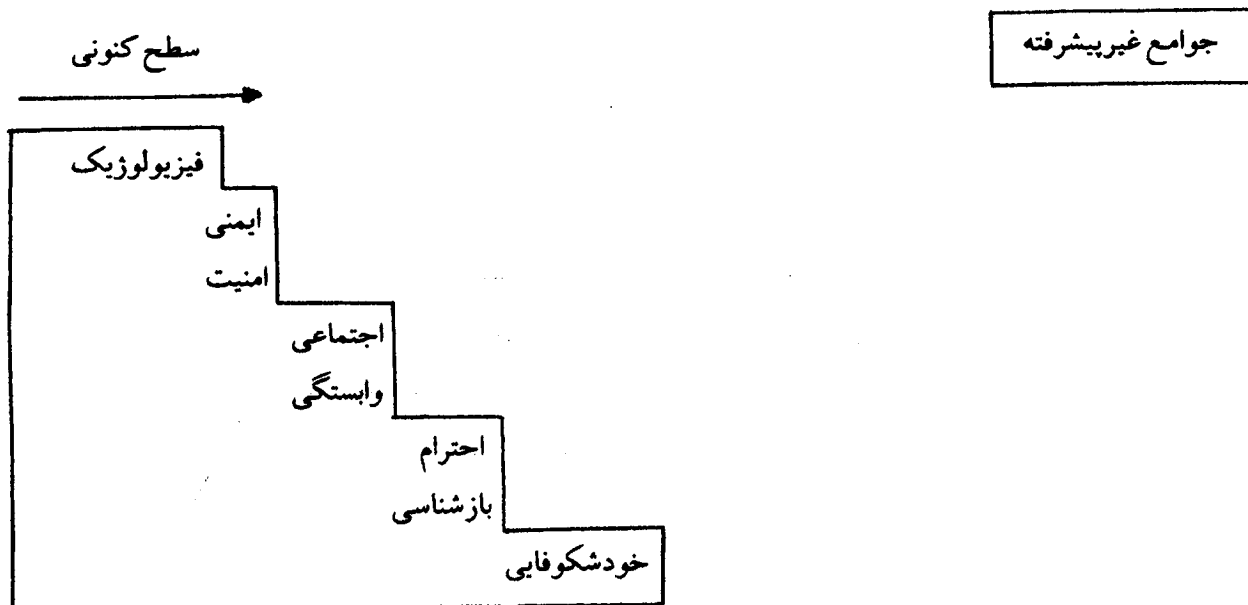 جوامع غیرپیشرفته
سطح کنونی
فیزیولوژیک
ایمنی
امنیت
اجتماعی
وابستگی
احترام
بازشناسی
خودشکوفایی